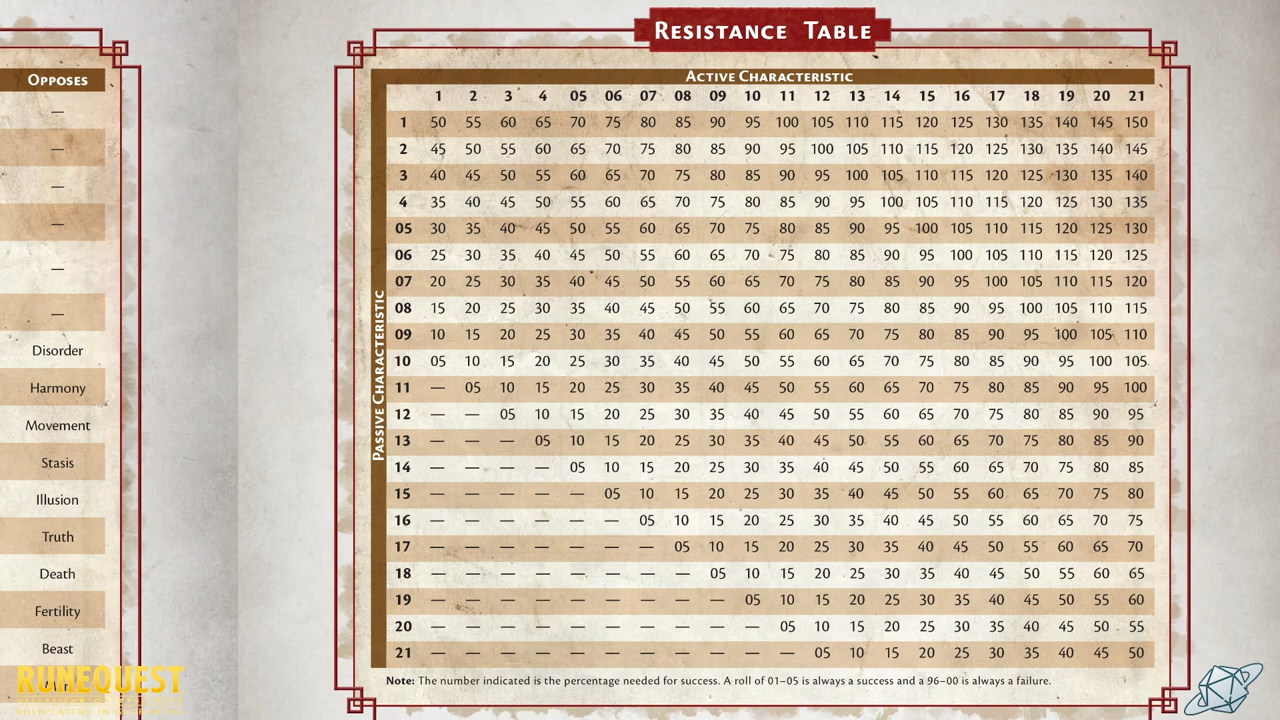 OPPOSES
—
—
—
—
—
—
Disorder
Harmony
Movement
Stasis
Illusion
Truth
Death
Fertility
Beast
RUNEQUEST
RESISTANCE TABLE
ACTIVE CHARACTERISTIC
PASSIVE CHARACTERISTIC
1 2 3 4 05 06 07 08 09 10 11 12 13 14 15 16 17 18 19 20 21
1 50 55 60 65 70 75 80 85 90 95 100 105 110 115 120 125 130 135 140 145 150
2 45 50 55 60 65 70 75 80 85 90 95 100 105 110 115 120 125 130 135 140 145
3 40 45 50 55 60 65 70 75 80 85 90 95 100 105 110 115 120 125 130 135 140
4 35 40 45 50 55 60 65 70 75 80 85 90 95 100 105 110 115 120 125 130 135
05 30 35 40 45 50 55 60 65 70 75 80 85 90 95 100 105 110 115 120 125 130
06 25 30 35 40 45 50 55 60 65 70 75 80 85 90 95 100 105 110 115 120 125
07 20 25 30 35 40 45 50 55 60 65 70 75 80 85 90 95 100 105 110 115 120
08 15 20 25 30 35 40 45 50 55 60 65 70 75 80 85 90 95 100 105 110 115
09 10 15 20 25 30 35 40 45 50 55 60 65 70 75 80 85 90 95 100 105 110
10 05 10 15 20 25 30 35 40 45 50 55 60 65 70 75 80 85 90 95 100 105
11 — 05 10 15 20 25 30 35 40 45 50 55 60 65 70 75 80 85 90 95 100
12 — — 05 10 15 20 25 30 35 40 45 50 55 60 65 70 75 80 85 90 95
13 — — — 05 10 15 20 25 30 35 40 45 50 55 60 65 70 75 80 85 90
14 — — — — 05 10 15 20 25 30 35 40 45 50 55 60 65 70 75 80 85
15 — — — — — 05 10 15 20 25 30 35 40 45 50 55 60 65 70 75 80
16 — — — — — — 05 10 15 20 25 30 35 40 45 50 55 60 65 70 75
17 — — — — — — — 05 10 15 20 25 30 35 40 45 50 55 60 65 70
18 — — — — — — — — 05 10 15 20 25 30 35 40 45 50 55 60 65
19 — — — — — — — — — 05 10 15 20 25 30 35 40 45 50 55 60
20 — — — — — — — — — — 05 10 15 20 25 30 35 40 45 50 55
21 — — — — — — — — — — — 05 10 15 20 25 30 35 40 45 50
Note: The number indicated is the percentage needed for success. A roll of 01–05 is always a success and a 96–00 is always a failure.